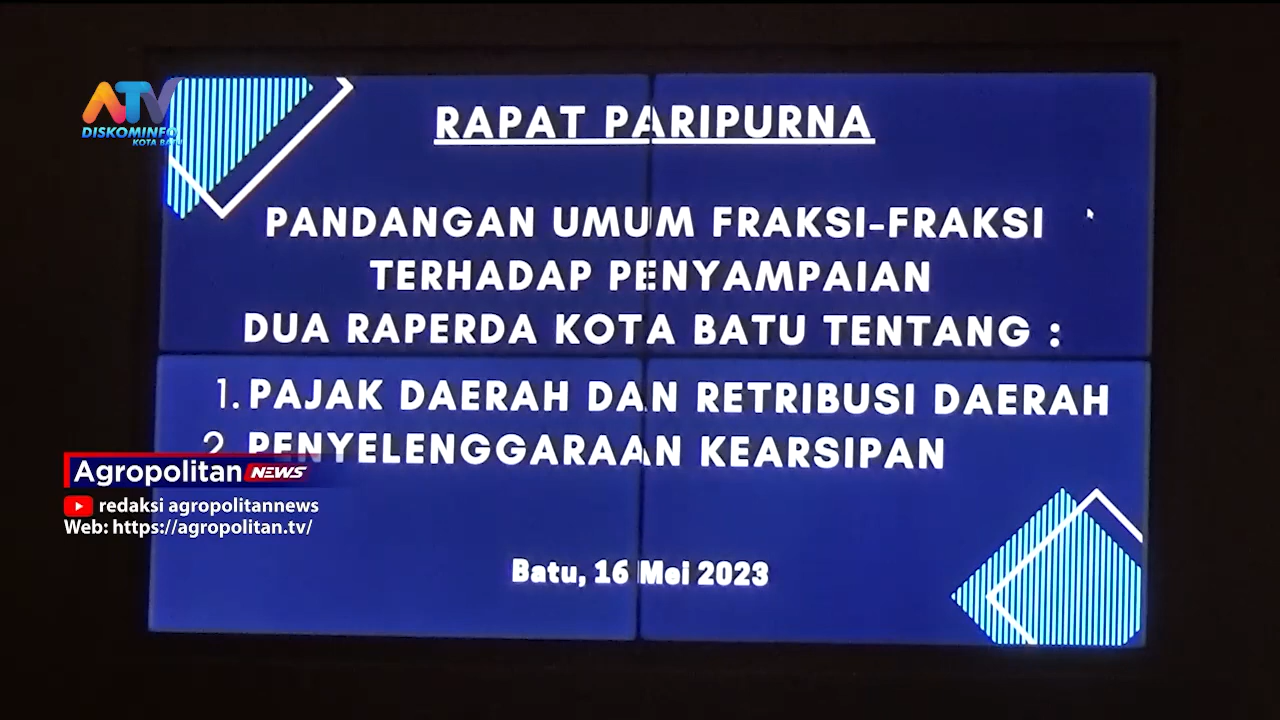 ATV
DISKOMINFO
KOTA BATU
RAPAT PARIPURNA
PANDANGAN UMUM FRAKSI-FRAKSI
TERHADAP PENYAMPAIAN
DUA RAPERDA KOTA BATU TENTANG :
1. PAJAK DAERAH DAN RETRIBUSI DAERAH
2. PENYELENGGARAAN KEARSIPAN
Agropolitan NEWS
redaksi agropolitannews
Web: https://agropolitan.tv/
Batu, 16 Mei 2023